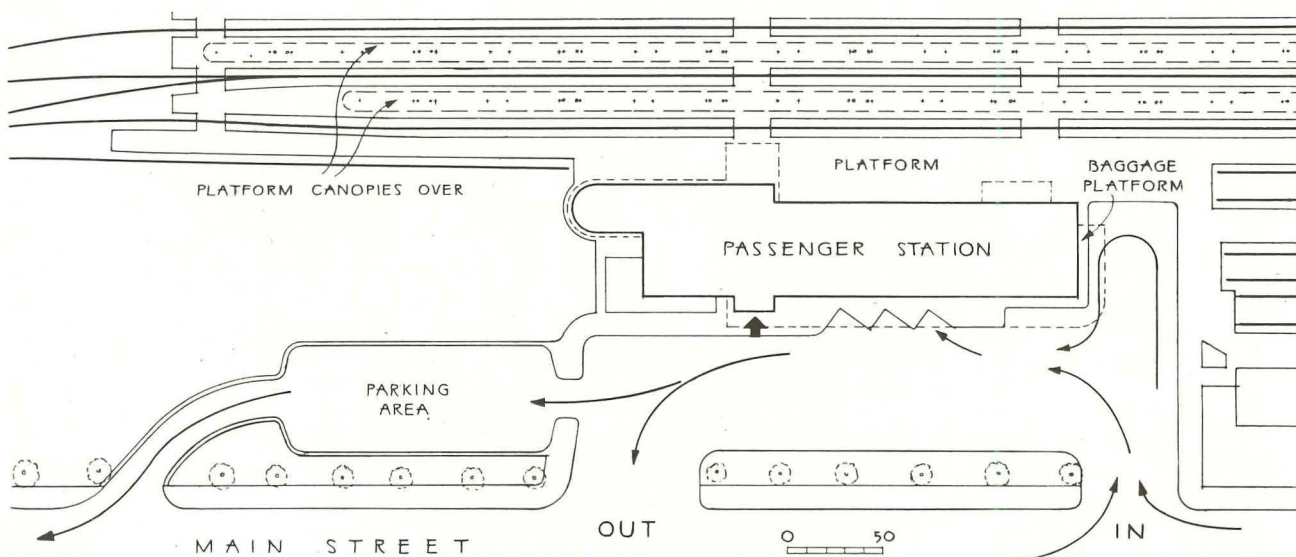 PLATFORM CANOPIES OVER
PLATFORM
BAGGAGE
PLATFORM
PASSENGER STATION
PARKING
AREA
OUT
0 50
IN
MAIN STREET